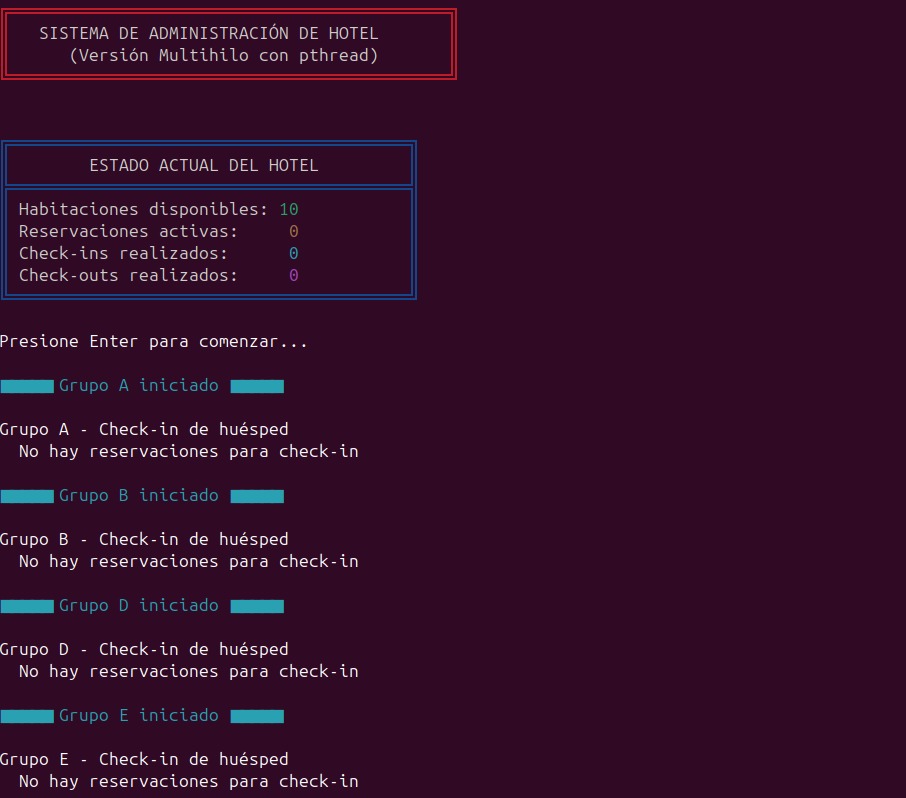 SISTEMA DE ADMINISTRACIÓN DE HOTEL
(Versión Multihilo con pthread)
ESTADO ACTUAL DEL HOTEL
Habitaciones disponibles: 10
Reservaciones activas: 0
Check-ins realizados: 0
Check-outs realizados: 0
Presione Enter para comenzar...
Grupo A iniciado
Grupo A - Check-in de huésped
No hay reservaciones para check-in
Grupo B iniciado
Grupo B - Check-in de huésped
No hay reservaciones para check-in
Grupo D iniciado
Grupo D - Check-in de huésped
No hay reservaciones para check-in
Grupo E iniciado
Grupo E - Check-in de huésped
No hay reservaciones para check-in